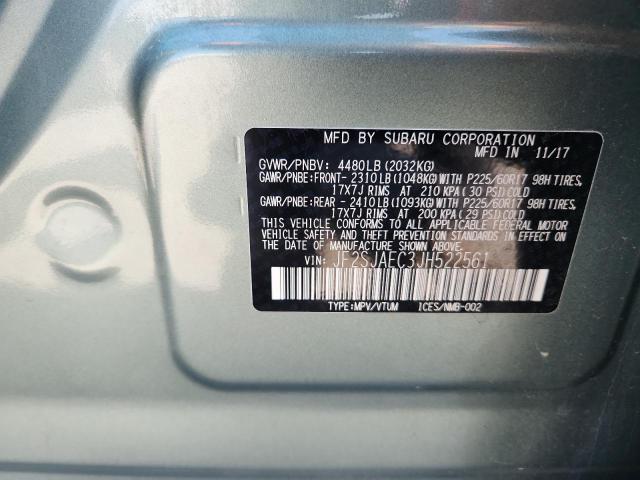 MFD BY SUBARU CORPORATION
GVWR/PNBV: 4480LB (2032KG) MFD IN 11/17
GAWR/PNBE:FRONT- 2310LB (1048KG) WITH P225/60R17 98H TIRES,
17X7J RIMS AT 210 KPA (30 PSI) COLD
GAWR/PNBE:REAR - 2410LB (1093KG) WITH P225/60R17 98H TIRES,
17X7J RIMS AT 200 KPA (29 PSI) COLD
THIS VEHICLE CONFORMS TO ALL APPLICABLE FEDERAL MOTOR
VEHICLE SAFETY AND THEFT PREVENTION STANDARDS IN EFFECT
ON THE DATE OF MANUFACTURE SHOWN ABOVE.
VIN: JF2SJAEC3JH522561
TYPE:MPV/VTUM ICES/NMB-002